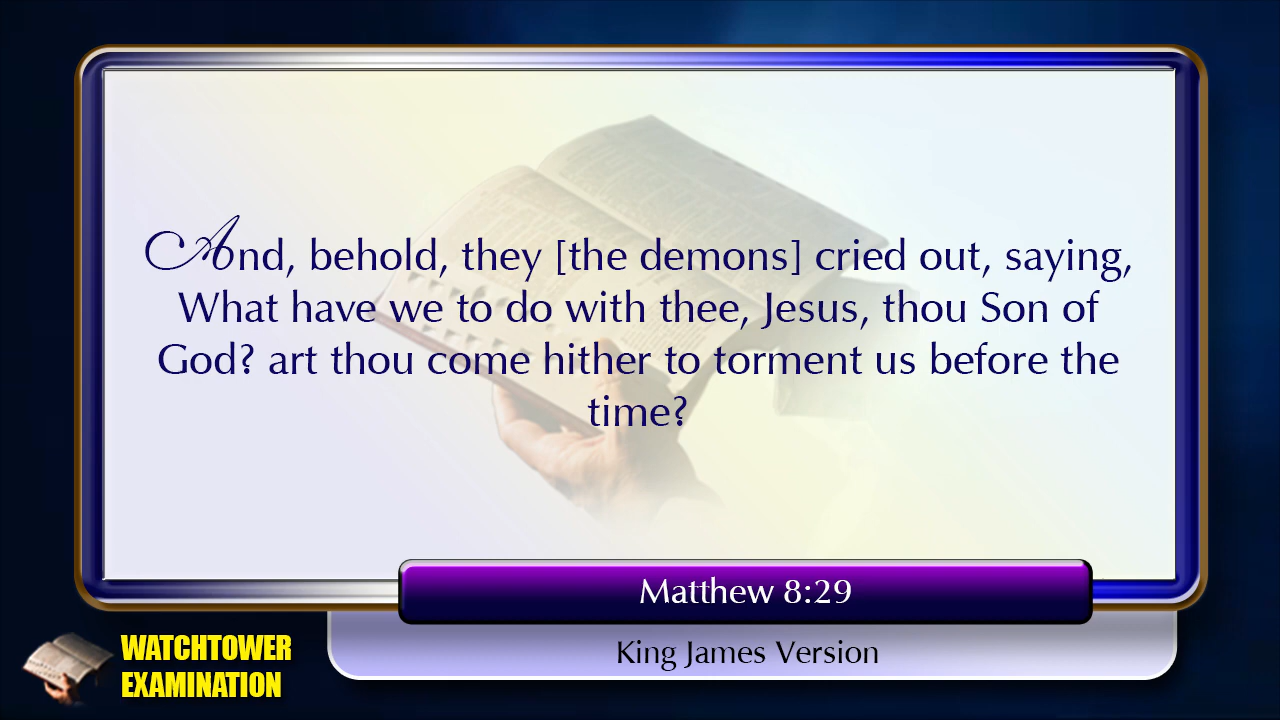 And, behold, they [the demons] cried out, saying,
What have we to do with thee, Jesus, thou Son of
God? art thou come hither to torment us before the
time?
Matthew 8:29
King James Version
WATCHTOWER
EXAMINATION